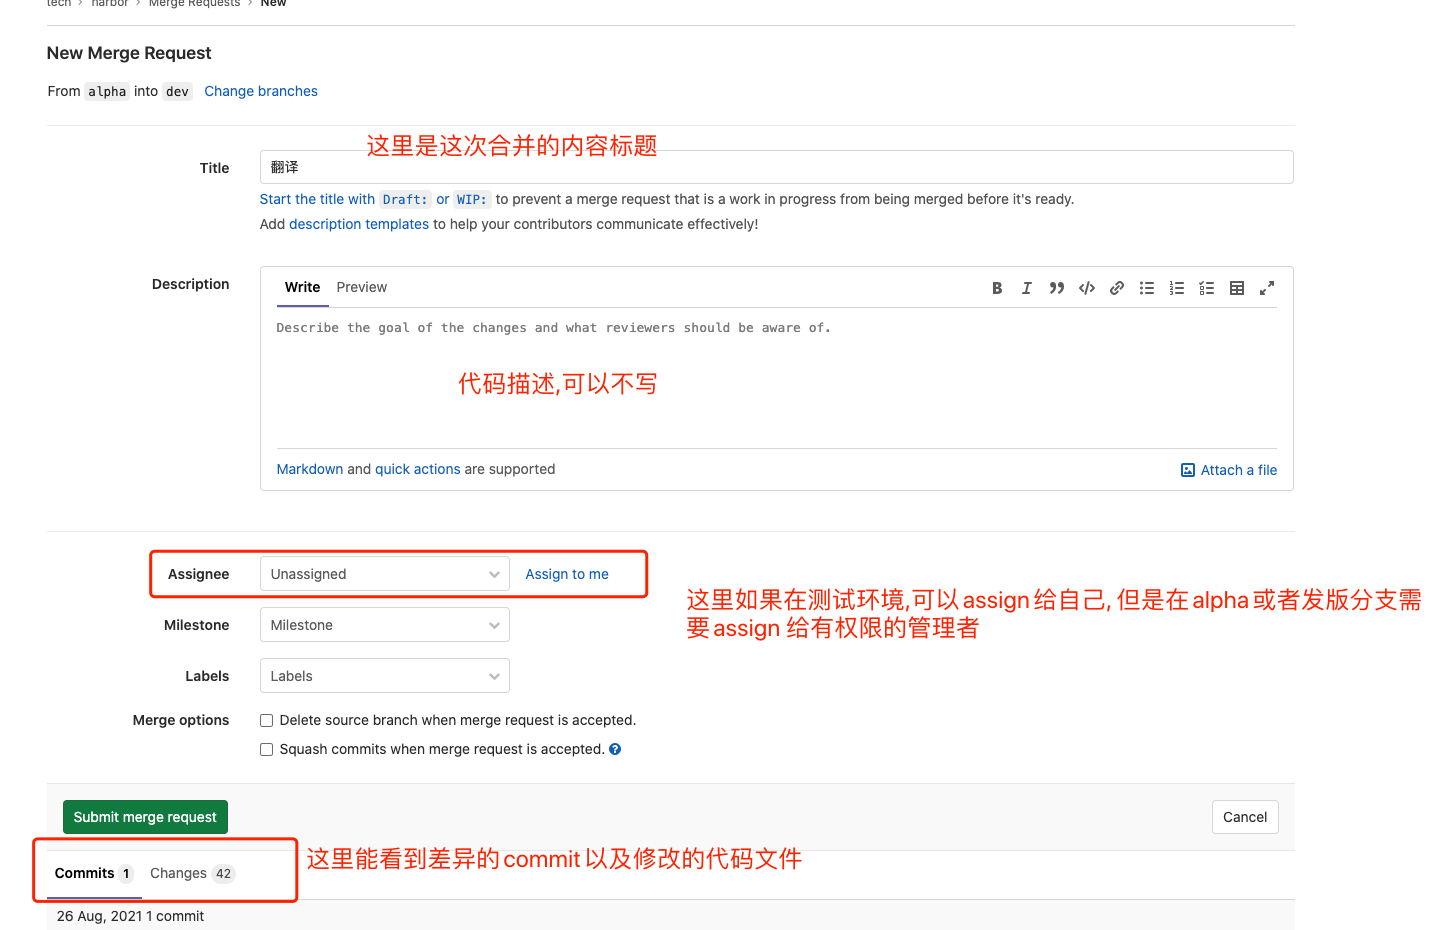 tech › harbor › Merge Requests › New
New Merge Request
From alpha into dev Change branches
这里是这次合并的内容标题
Title 翻译
Start the title with Draft: or WIP: to prevent a merge request that is a work in progress from being merged before it's ready.
Add description templates to help your contributors communicate effectively!
Description Write Preview
Describe the goal of the changes and what reviewers should be aware of.
代码描述,可以不写
Markdown and quick actions are supported Attach a file
Assignee Unassigned Assign to me
这里如果在测试环境,可以assign给自己, 但是在alpha或者发版分支需
要assign 给有权限的管理者
Milestone Milestone
Labels Labels
Merge options Delete source branch when merge request is accepted.
Squash commits when merge request is accepted.
Submit merge request Cancel
这里能看到差异的commit以及修改的代码文件
Commits 1 Changes 42
26 Aug, 2021 1 commit